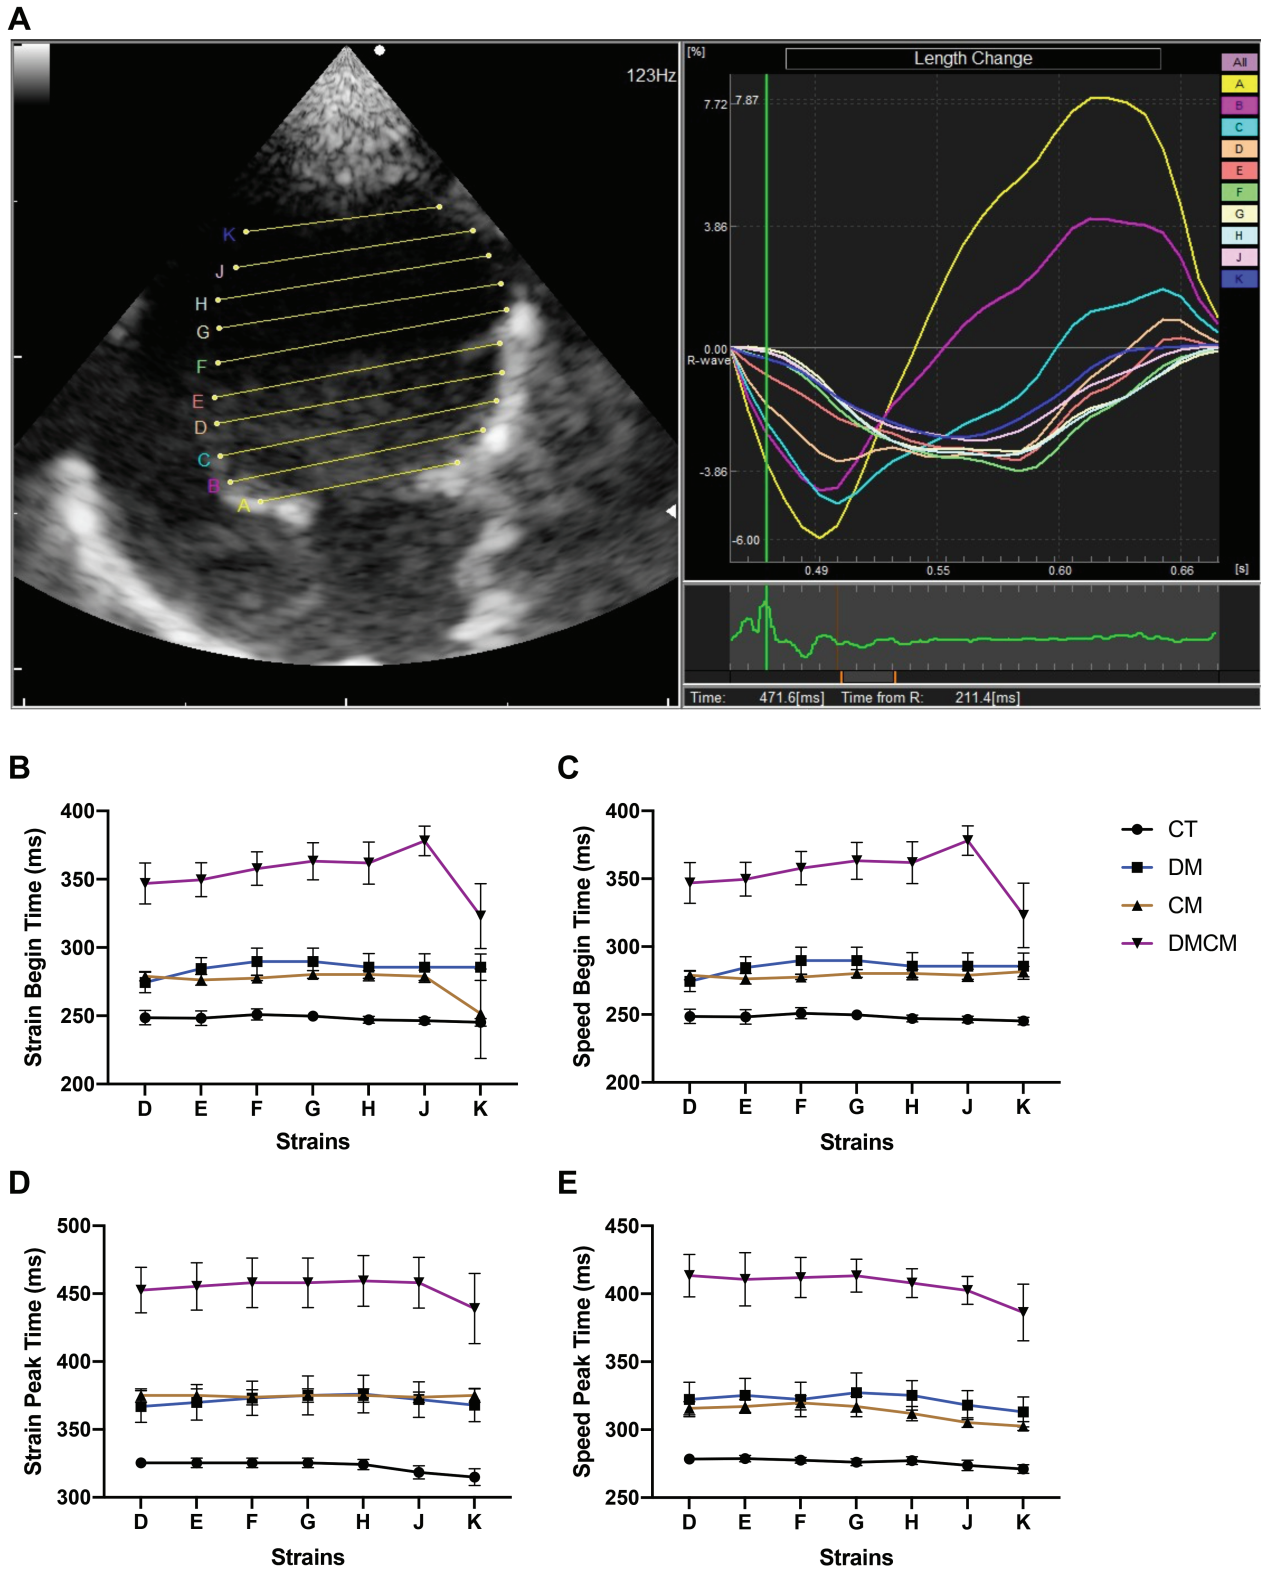 A
123Hz
K
J
H
G
F
E
D
C
B
A
[%]
Length Change
7.72
7.87
3.86
0.00
R-wave
-3.86
-6.00
0.49
0.55
0.60
0.66
[s]
All
A
B
C
D
E
F
G
H
J
K
Time: 471.6[ms] Time from R: 211.4[ms]
B
400
350
300
250
200
Strain Begin Time (ms)
D E F G H J K
Strains
C
400
350
300
250
200
Speed Begin Time (ms)
D E F G H J K
Strains
CT
DM
CM
DMCM
D
500
450
400
350
300
Strain Peak Time (ms)
D E F G H J K
Strains
E
450
400
350
300
250
Speed Peak Time (ms)
D E F G H J K
Strains